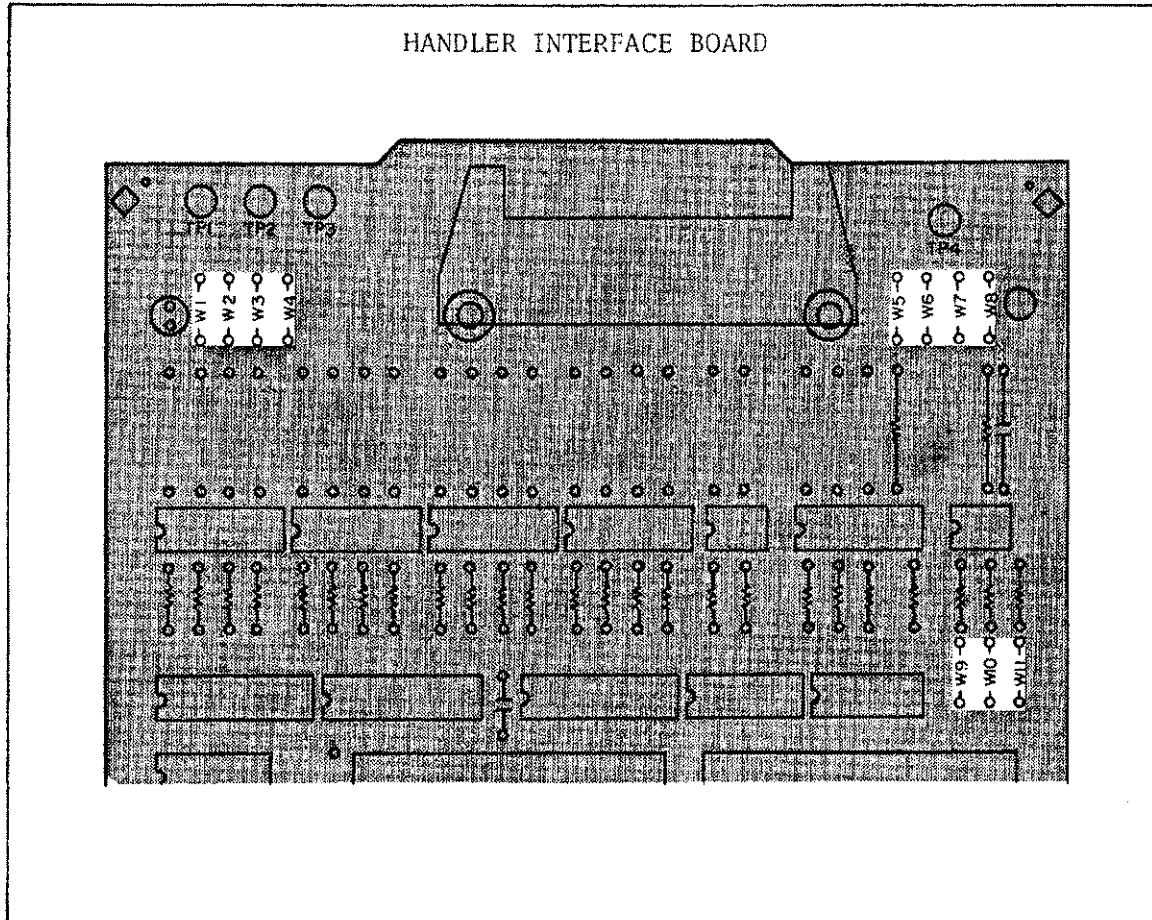 HANDLER INTERFACE BOARD
TP1 TP2 TP3
TP4
W1 W2 W3 W4
W5 W6 W7 W8
W9 W10 W11